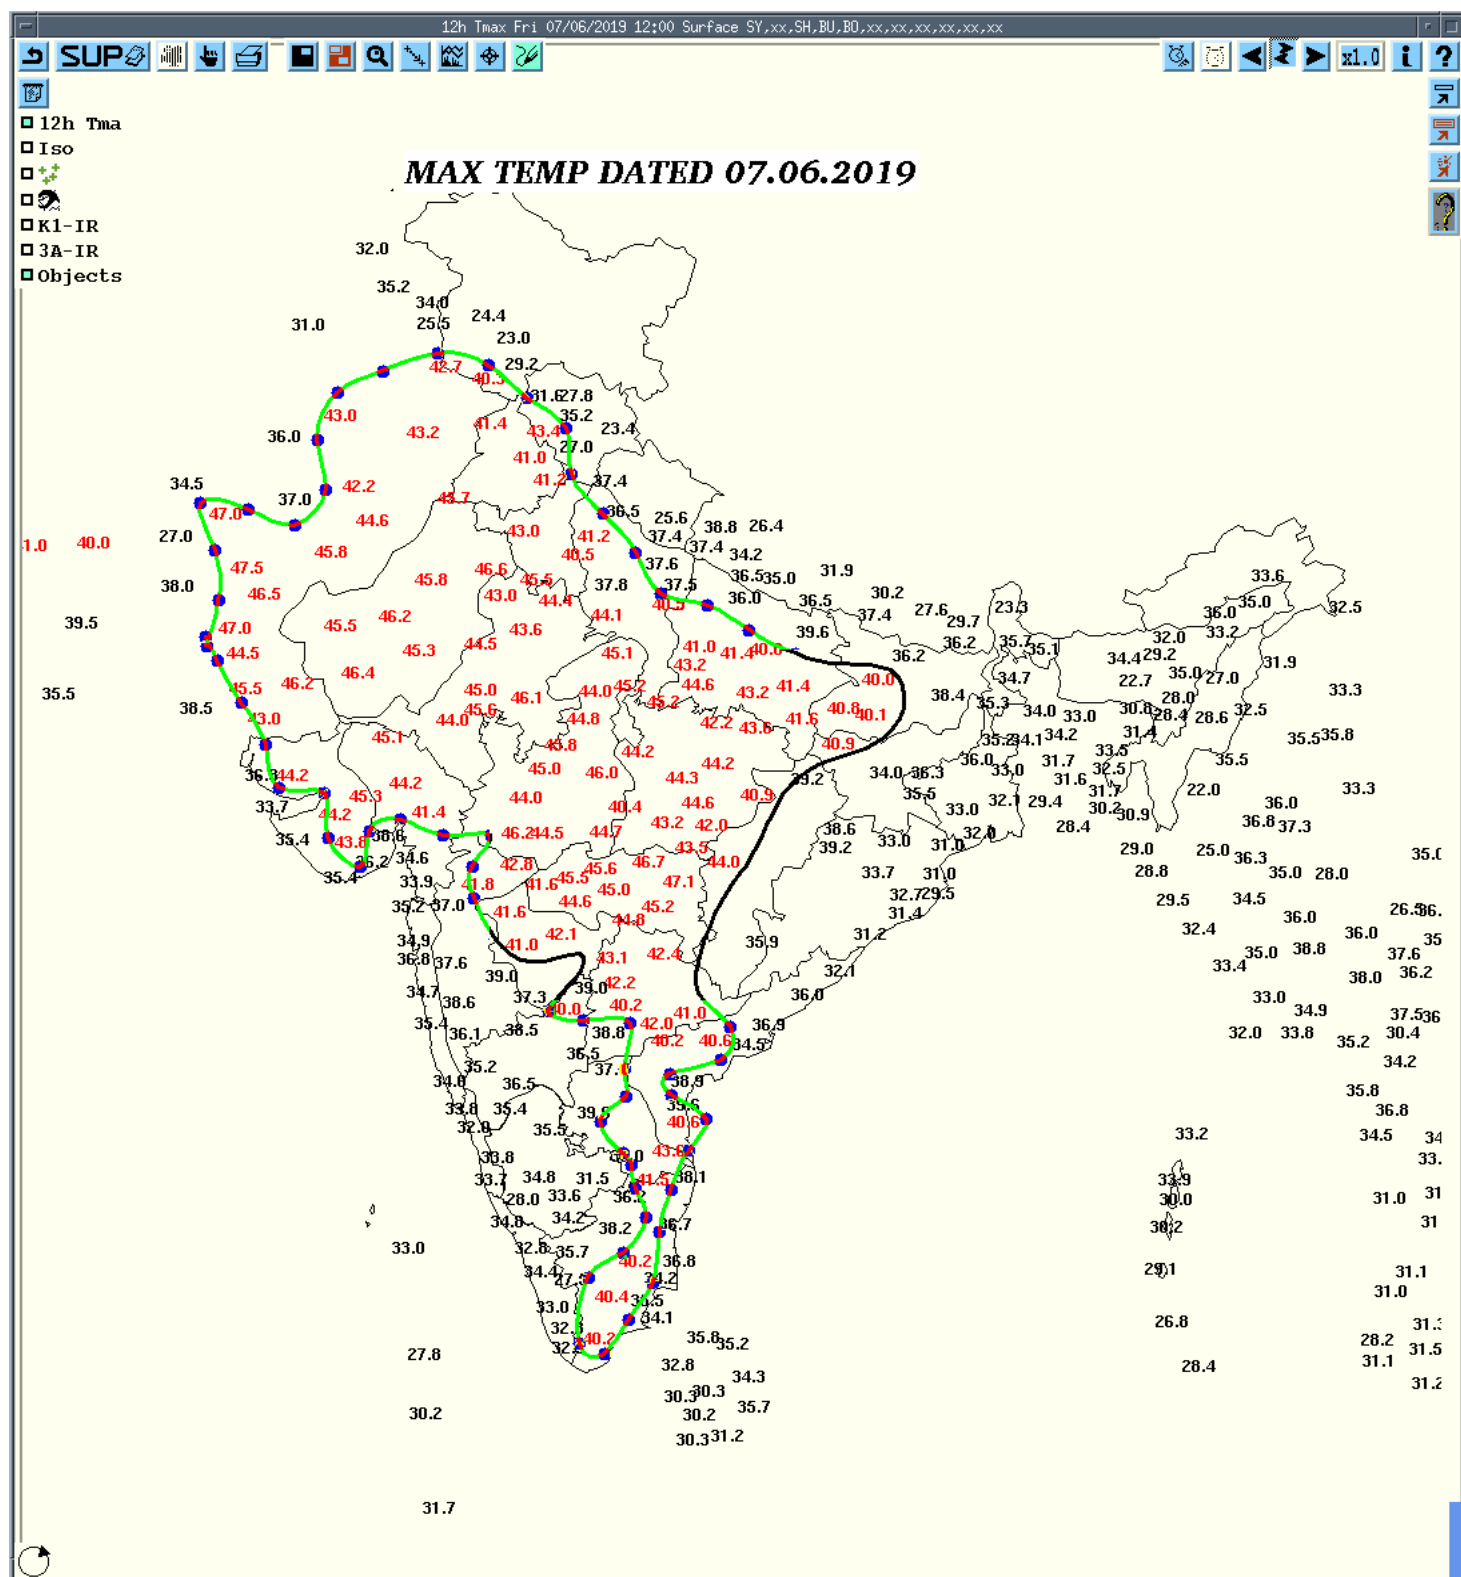 12h Tmax Fri 07/06/2019 12:00 Surface SY,xx,SH,BU,BO,xx,xx,xx,xx,xx,xx
SUP
x1.0
i
?
12h Tma
Iso
K1-IR
3A-IR
Objects
MAX TEMP DATED 07.06.2019
32.0
35.2
34.0
31.0 25.5 24.4
23.0
42.7 29.2
31.6 27.8
43.0 41.4 35.2
36.0 43.2 43.4 23.4
41.0 27.0
34.5 42.2 41.2 37.4
37.0
47.0 44.6 36.5 25.6
43.0 38.8 26.4
27.0 40.0 41.2 37.4
45.8 40.5 37.4 34.2
47.5 46.6 37.6 31.9
38.0 46.5 45.8 45.5 37.8 37.5 36.5 35.0 33.6
43.0 44.4 36.0 36.5 30.2 35.0
39.5 47.0 45.5 46.2 43.6 44.1 37.4 27.6 29.7 23.3 36.0 32.5
44.5 45.3 44.5 45.1 41.0 41.4 39.6 36.2 36.2 35.7 35.1 32.0 33.2
46.4 43.2 34.4 29.2 31.9
35.5 45.5 46.2 45.0 46.1 44.0 45.2 44.6 43.2 41.4 40.0 38.4 34.7 22.7 35.0 27.0 33.3
38.5 43.0 44.0 45.6 44.8 45.2 42.2 43.6 41.6 40.8 40.1 35.3 34.0 33.0 30.8 28.0 28.4 28.6 32.5
45.1 45.8 44.2 40.9 35.2 34.1 34.2 31.4 35.5 35.8
36.3 44.2 44.2 45.0 46.0 44.3 44.2 39.2 34.0 36.3 36.0 33.0 31.7 33.5 32.5 35.5
33.7 45.3 44.0 40.4 44.6 40.9 35.5 33.0 32.1 29.4 31.6 31.7 30.2 30.9 22.0 36.0 33.3
44.2 41.4 43.2 42.0 38.6 28.4 36.8 37.3
35.4 43.8 46.2 44.5 44.7 43.5 39.2 33.0 31.0 32.0 29.0 25.0
34.6 42.8 45.6 46.7 44.0 36.3
35.4 33.9 41.6 45.5 45.0 47.1 33.7 31.0 28.8 35.0 28.0
35.2 37.0 41.6 44.6 45.2 32.7 29.5 29.5 34.5
34.9 42.1 44.8 31.4 36.0
36.8 37.6 41.0 43.1 42.4 35.9 31.2 32.4 35.0 38.8 36.0 37.6
39.0 39.0 42.2 32.1 33.4 38.0 36.2
34.7 38.6 37.3 40.2 41.0 36.0 33.0 34.9 37.5
35.4 36.1 38.5 38.8 42.0 40.2 40.6 36.9 34.5 32.0 33.8 35.2 30.4
35.2 36.5 34.2
36.5 38.9 35.8
35.4 36.8
35.5 40.6 33.2 34.5
33.8
33.7 34.8 31.5 41.5 38.1 33.9
28.0 33.6 30.0 31.0
34.8 34.2 38.2 36.7
33.0 32.8 35.7 40.2 36.8
34.4 29.1 31.1
33.0 40.4 31.0
40.2 34.1 26.8
27.8 35.8 35.2 28.2
32.8 28.4 31.1 31.5
34.3
30.3 30.3
30.2 30.2 35.7
30.3 31.2
31.7